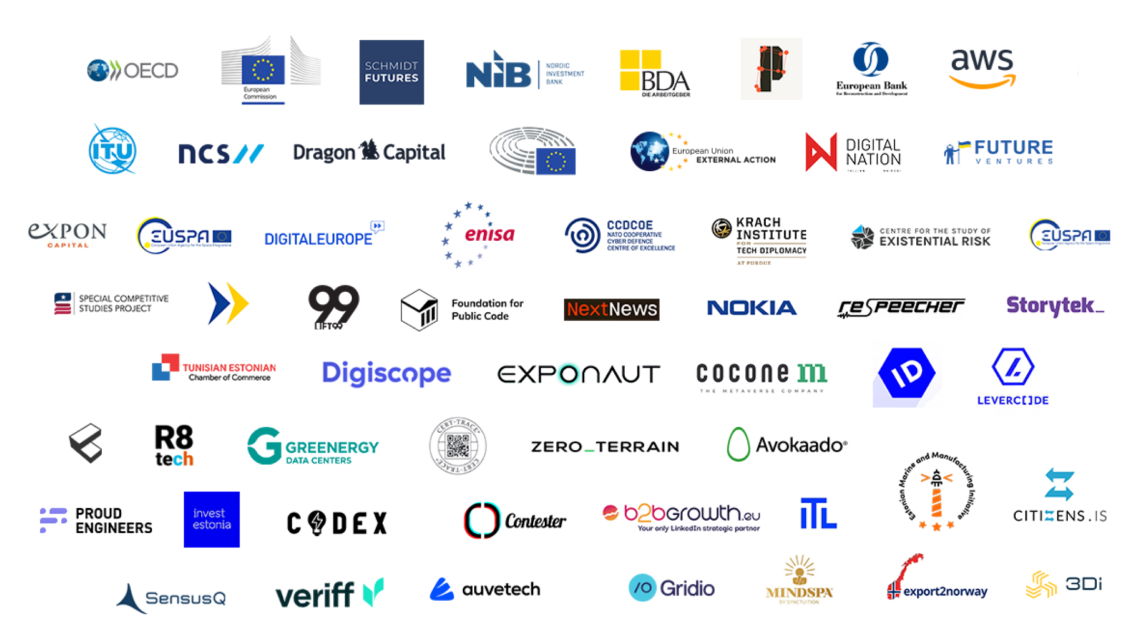 OECD
European
Commission
SCHMIDT
FUTURES
NIB
NORDIC
INVESTMENT
BANK
BDA
DIE ARBEITGEBER
P
European Bank
for Reconstruction and Development
aws
ITU
ncs//
Dragon Capital
European Union
EXTERNAL ACTION
DIGITAL
NATION
FUTURE
VENTURES
EXPON
CAPITAL
EUSPA
DIGITALEUROPE
enisa
CCDCOE
NATO COOPERATIVE
CYBER DEFENCE
CENTRE OF EXCELLENCE
KRACH
INSTITUTE
FOR
TECH DIPLOMACY
AT PURDUE
CENTRE FOR THE STUDY OF
EXISTENTIAL RISK
EUSPA
SPECIAL COMPETITIVE
STUDIES PROJECT
99
LIFT99
Foundation for
Public Code
NextNews
NOKIA
reSPEECHER
Storytek_
TUNISIAN ESTONIAN
Chamber of Commerce
Digiscope
EXPONAUT
cocone m
THE METAVERSE COMPANY
ID
LEVERC[]DE
R8
tech
GREENERGY
DATA CENTERS
CERT-TRACE
CERT-TRACE
ZERO_TERRAIN
Avokaado®
PROUD
ENGINEERS
invest
estonia
CODEX
Contester
b2bGrowth.eu
Your only LinkedIn strategic partner
iTL
Estonian Marine and Manufacturing Initiative
CITIZENS.IS
SensusQ
veriff
auvetech
IO Gridio
MINDSPA
export2norway
3Di